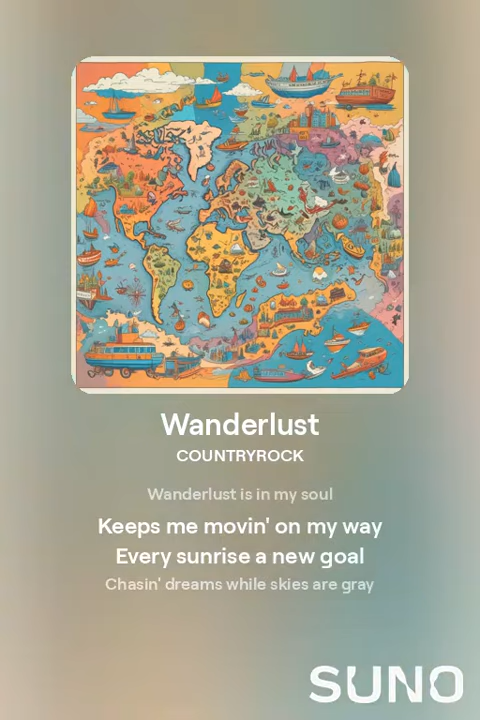 Wanderlust
COUNTRYROCK
Wanderlust is in my soul
Keeps me movin' on my way
Every sunrise a new goal
Chasin' dreams while skies are gray
SUNO